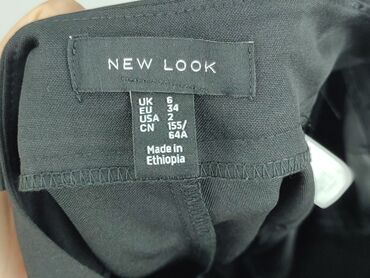 NEW LOOK
UK 6
EU 34
USA 2
CN 155/
64A
Made in
Ethiopia